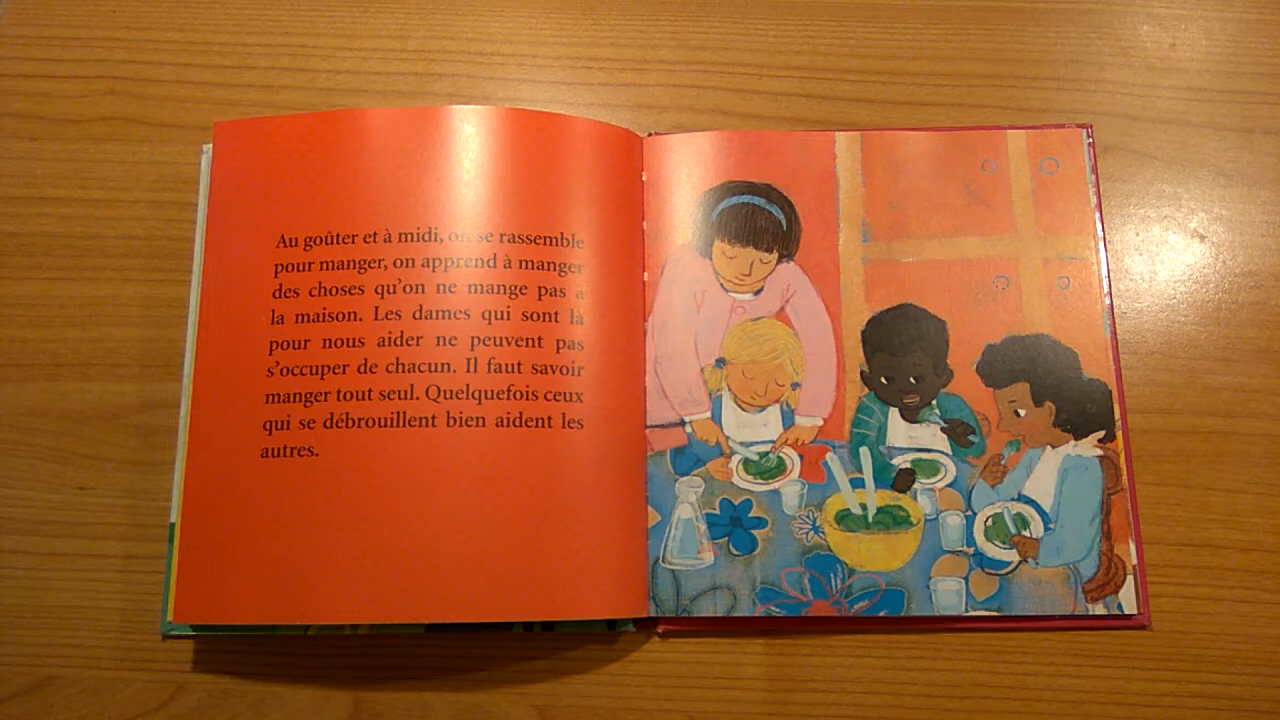 Au goûter et à midi, on se rassemble
pour manger, on apprend à manger
des choses qu'on ne mange pas à
la maison. Les dames qui sont là
pour nous aider ne peuvent pas
s'occuper de chacun. Il faut savoir
manger tout seul. Quelquefois ceux
qui se débrouillent bien aident les
autres.